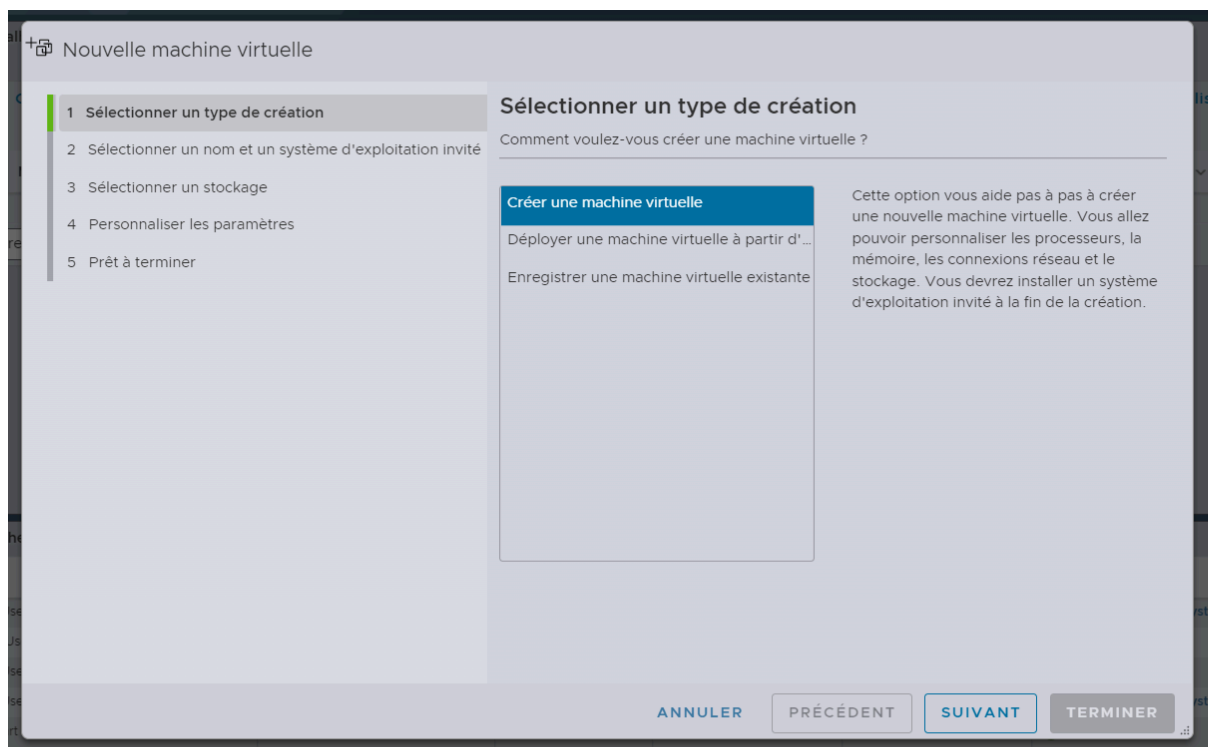 Nouvelle machine virtuelle
1 Sélectionner un type de création
2 Sélectionner un nom et un système d'exploitation invité
3 Sélectionner un stockage
4 Personnaliser les paramètres
5 Prêt à terminer
Sélectionner un type de création
Comment voulez-vous créer une machine virtuelle ?
Créer une machine virtuelle
Déployer une machine virtuelle à partir d'...
Enregistrer une machine virtuelle existante
Cette option vous aide pas à pas à créer
une nouvelle machine virtuelle. Vous allez
pouvoir personnaliser les processeurs, la
mémoire, les connexions réseau et le
stockage. Vous devrez installer un système
d'exploitation invité à la fin de la création.
ANNULER
PRÉCÉDENT
SUIVANT
TERMINER